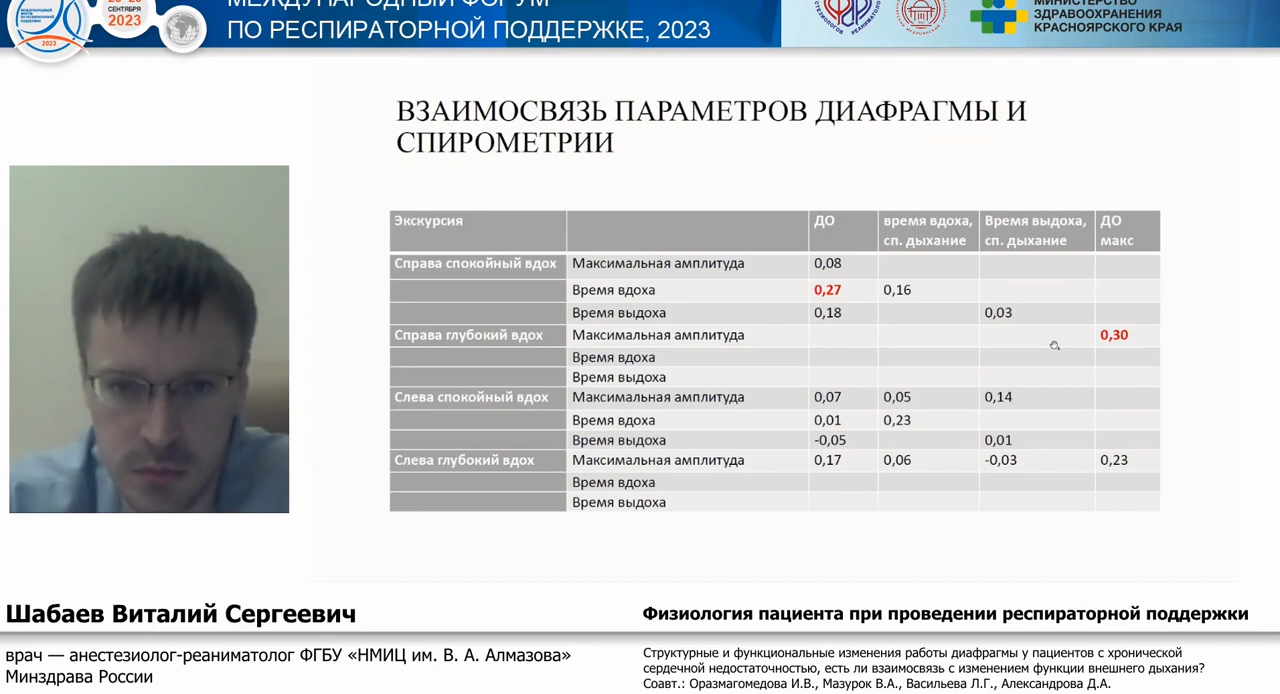 МЕЖДУНАРОДНЫЙ ФОРУМ
ПО РЕСПИРАТОРНОЙ ПОДДЕРЖКЕ, 2023
СЕНТЯБРЯ
2023
2023
МИНИСТЕРСТВО
ЗДРАВООХРАНЕНИЯ
КРАСНОЯРСКОГО КРАЯ
ВЗАИМОСВЯЗЬ ПАРАМЕТРОВ ДИАФРАГМЫ И
СПИРОМЕТРИИ
Экскурсия ДО время вдоха, сп. дыхание Время выдоха, сп. дыхание ДО макс
Справа спокойный вдох Максимальная амплитуда 0,08
Время вдоха 0,27 0,16
Время выдоха 0,18 0,03
Справа глубокий вдох Максимальная амплитуда 0,30
Время вдоха
Время выдоха
Слева спокойный вдох Максимальная амплитуда 0,07 0,05 0,14
Время вдоха 0,01 0,23
Время выдоха -0,05 0,01
Слева глубокий вдох Максимальная амплитуда 0,17 0,06 -0,03 0,23
Время вдоха
Время выдоха
Шабаев Виталий Сергеевич
врач — анестезиолог-реаниматолог ФГБУ «НМИЦ им. В. А. Алмазова»
Минздрава России
Физиология пациента при проведении респираторной поддержки
Структурные и функциональные изменения работы диафрагмы у пациентов с хронической
сердечной недостаточностью, есть ли взаимосвязь с изменением функции внешнего дыхания?
Соавт.: Оразмагомедова И.В., Мазурок В.А., Васильева Л.Г., Александрова Д.А.